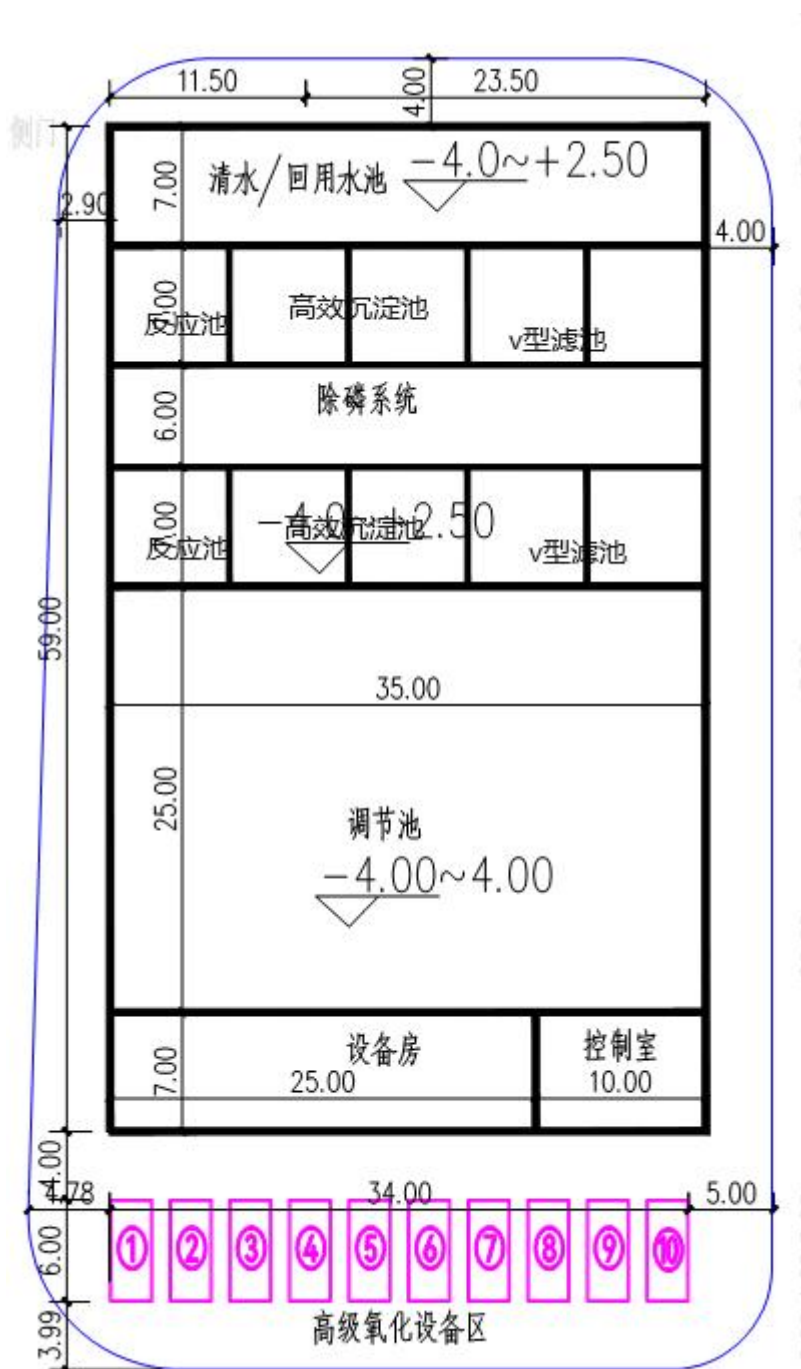 11.50
23.50
4.00
侧门
7.00
清水/回用水池
-4.0~+2.50
2.90
4.00
反应池
高效沉淀池
v型滤池
6.00
除磷系统
反应池
高效沉淀池
v型滤池
59.00
35.00
25.00
调节池
-4.00~4.00
7.00
设备房
控制室
25.00
10.00
4.00
4.78
34.00
5.00
6.00
①
②
③
④
⑤
⑥
⑦
⑧
⑨
⑩
3.99
高级氧化设备区